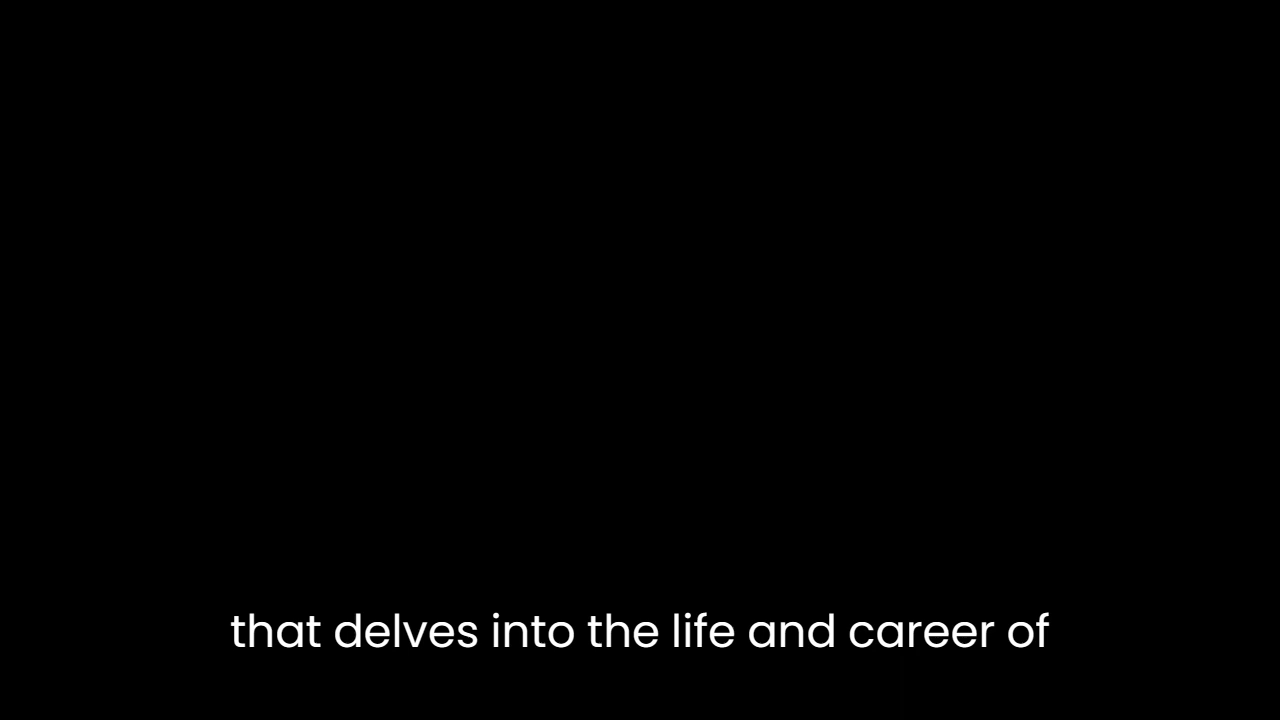 that delves into the life and career of